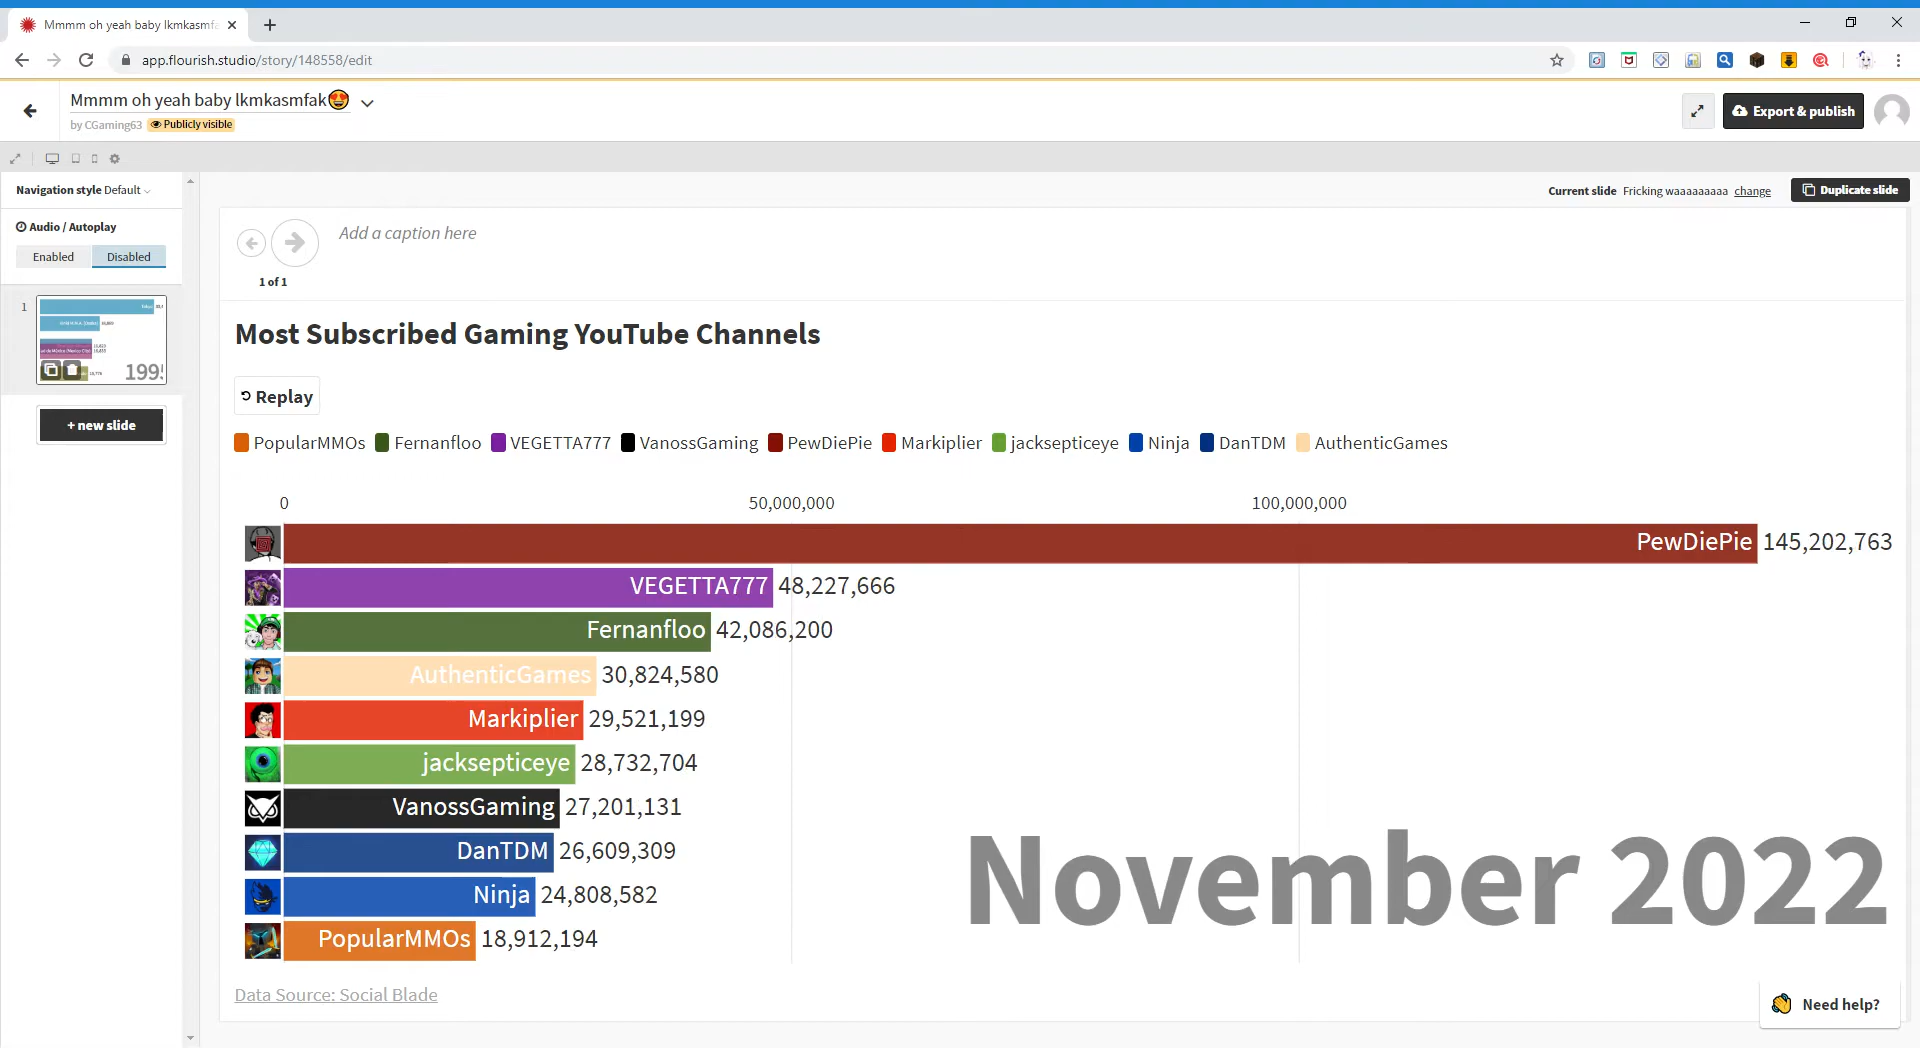 Mmmm oh yeah baby lkmkasmfa
app.flourish.studio/story/148558/edit
Mmmm oh yeah baby lkmkasmfak😍
by CGaming63 Publicly visible
Export & publish
Navigation style Default
Current slide Fricking waaaaaaaaa change Duplicate slide
Audio / Autoplay
Enabled Disabled
Add a caption here
1 of 1
1
199
+ new slide
Most Subscribed Gaming YouTube Channels
Replay
PopularMMOs Fernanfloo VEGETTA777 VanossGaming PewDiePie Markiplier jacksepticeye Ninja DanTDM AuthenticGames
0 50,000,000 100,000,000
PewDiePie 145,202,763
VEGETTA777 48,227,666
Fernanfloo 42,086,200
AuthenticGames 30,824,580
Markiplier 29,521,199
jacksepticeye 28,732,704
VanossGaming 27,201,131
DanTDM 26,609,309
Ninja 24,808,582
PopularMMOs 18,912,194
November 2022
Data Source: Social Blade
Need help?